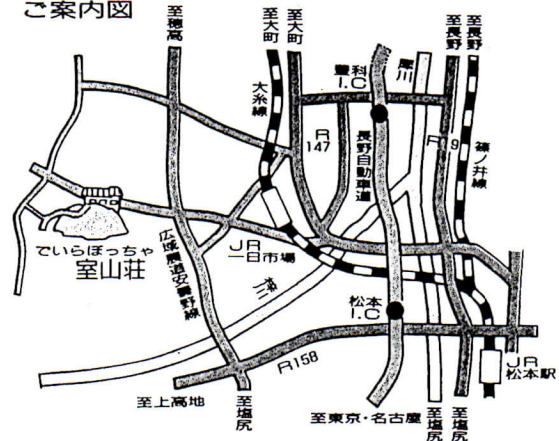 ご案内図
至穂高
至大町
至大町
至長野
至長野
大糸線
豊科
I.C
犀川
R
147
長野自動車道
R19
篠ノ井線
でいらぼっちゃ
室山荘
広域農道安曇野線
JR
一日市場
松本
I.C
R158
JR
松本駅
至上高地
至塩尻
至東京・名古屋
至塩尻
至塩尻